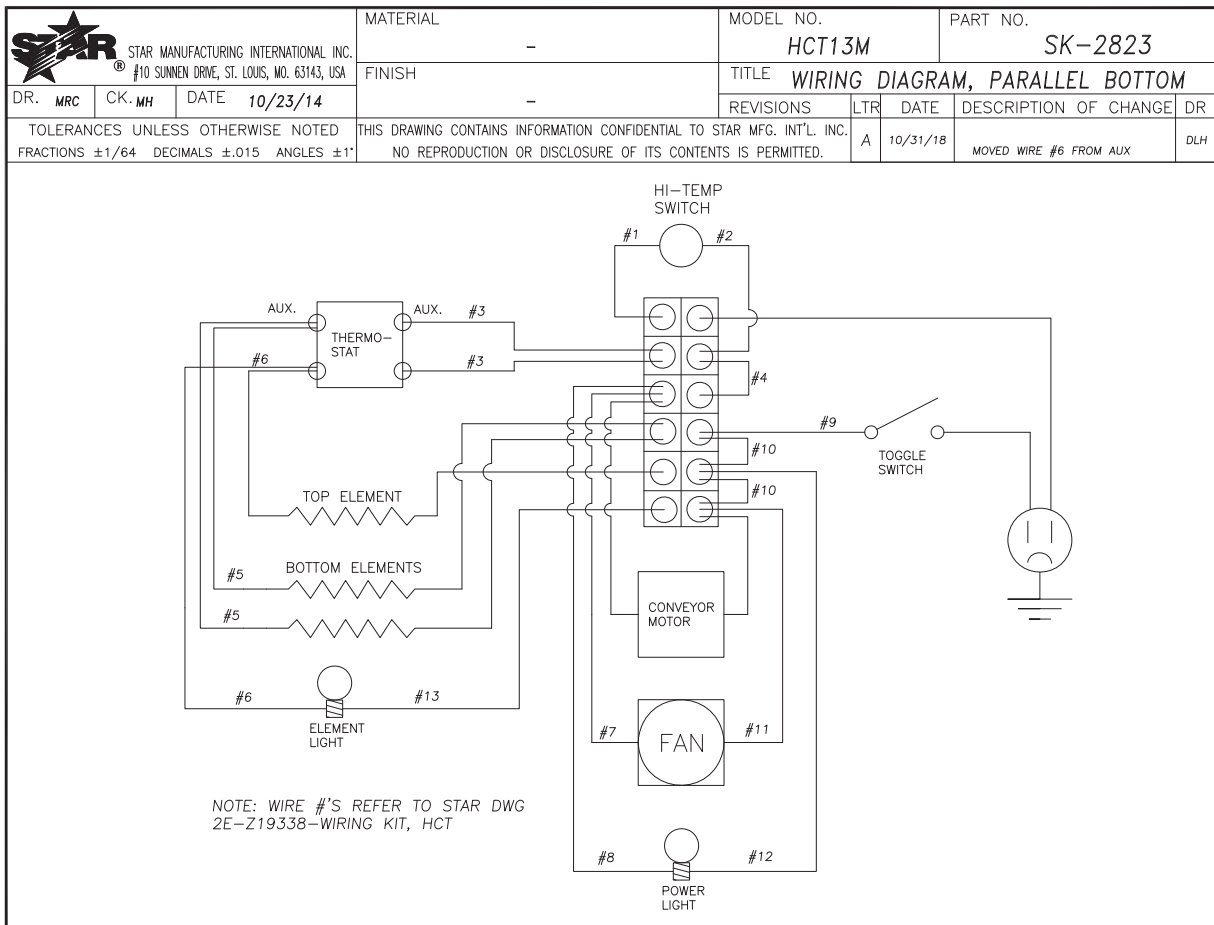 STAR ®
STAR MANUFACTURING INTERNATIONAL INC.
#10 SUNNEN DRIVE, ST. LOUIS, MO. 63143, USA
DR. MRC CK. MH DATE 10/23/14
MATERIAL
-
FINISH
-
MODEL NO.
HCT13M
PART NO.
SK-2823
TITLE WIRING DIAGRAM, PARALLEL BOTTOM
REVISIONS LTR DATE DESCRIPTION OF CHANGE DR
A 10/31/18 MOVED WIRE #6 FROM AUX DLH
TOLERANCES UNLESS OTHERWISE NOTED
FRACTIONS ±1/64 DECIMALS ±.015 ANGLES ±1°
THIS DRAWING CONTAINS INFORMATION CONFIDENTIAL TO STAR MFG. INT'L. INC.
NO REPRODUCTION OR DISCLOSURE OF ITS CONTENTS IS PERMITTED.
HI-TEMP
SWITCH
#1 #2
AUX. AUX. #3
THERMO-
STAT
#6 #3
#4
#9
TOGGLE
SWITCH
#10
#10
TOP ELEMENT
BOTTOM ELEMENTS
#5
#5
CONVEYOR
MOTOR
#6 #13
ELEMENT
LIGHT
#7 FAN #11
NOTE: WIRE #'S REFER TO STAR DWG
2E-Z19338-WIRING KIT, HCT
#8 #12
POWER
LIGHT